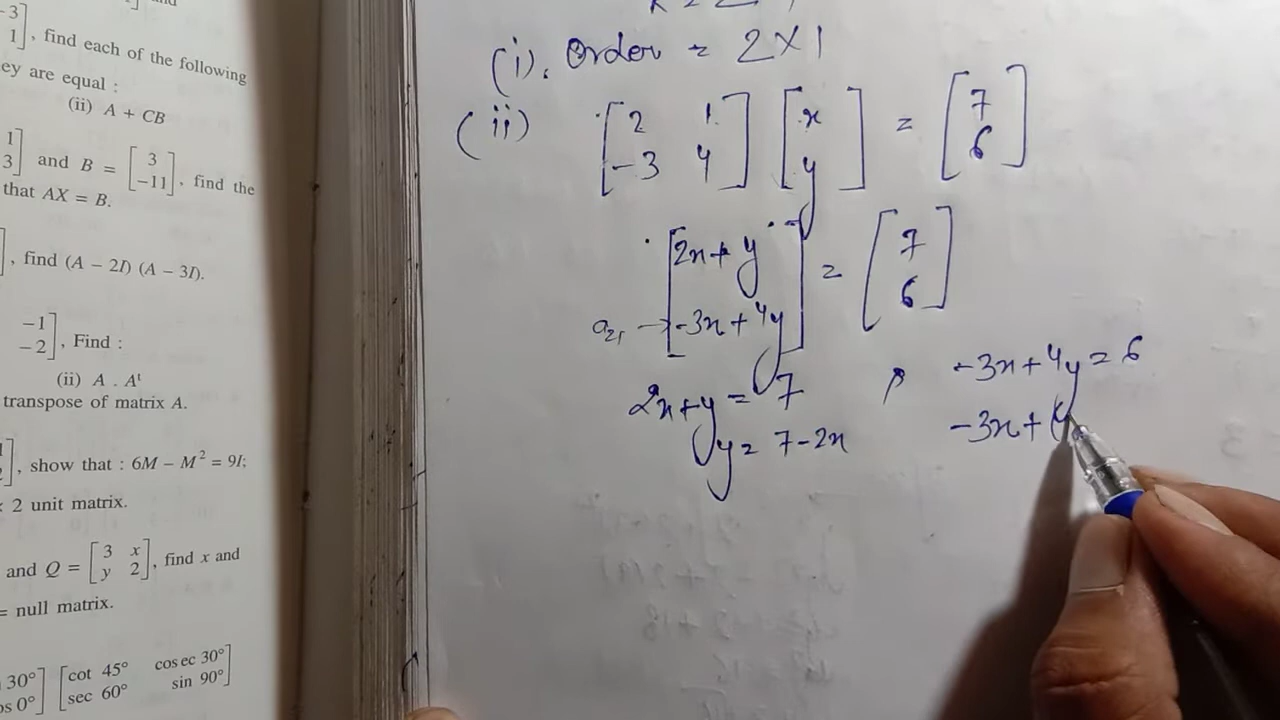 -3
1], find each of the following
ey are equal :
(ii) A + CB
1
3] and B = [3
-11], find the
that AX = B.
], find (A − 2I) (A − 3I).
-1
-2], Find :
(ii) A . Aᵗ
transpose of matrix A.
], show that : 6M − M² = 9I;
2 unit matrix.
and Q = [3 x
y 2], find x and
= null matrix.
30°] [cot 45° cosec 30°
os 0°] sec 60° sin 90°]
(i). Order = 2×1
(ii) [2 1
-3 4] [x
y] = [7
6]
[2x+y
a₂₁ → -3x+4y] = [7
6]
2x+y = 7
y = 7-2x
-3x+4y = 6
-3x+